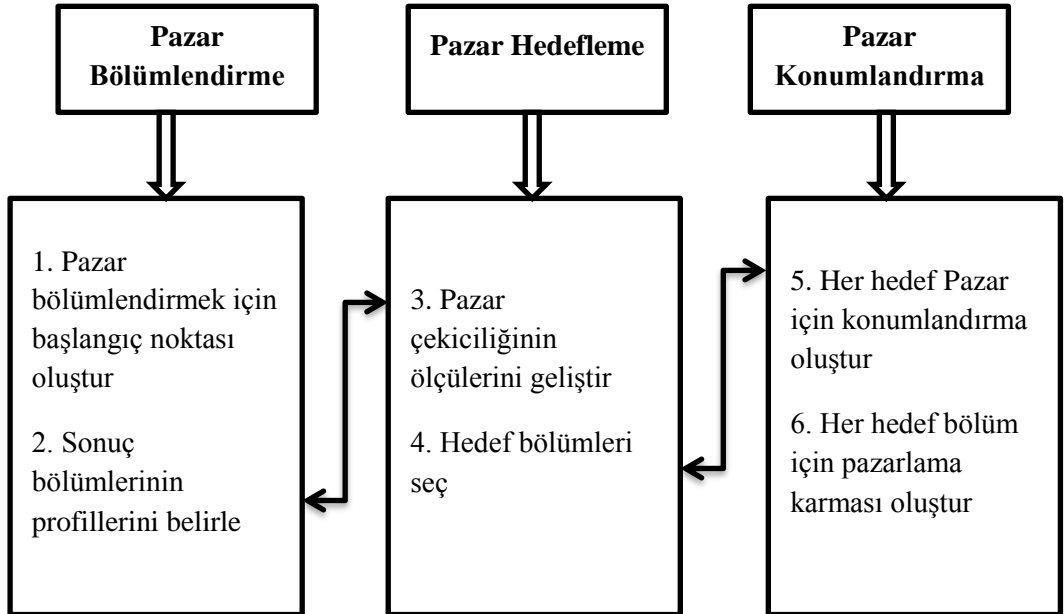 Pazar
Bölümlendirme
Pazar Hedefleme
Pazar
Konumlandırma
1. Pazar
bölümlendirmek için
başlangıç noktası
oluştur
2. Sonuç
bölümlerinin
profillerini belirle
3. Pazar
çekiciliğinin
ölçülerini geliştir
4. Hedef bölümleri
seç
5. Her hedef Pazar
için konumlandırma
oluştur
6. Her hedef bölüm
için pazarlama
karması oluştur